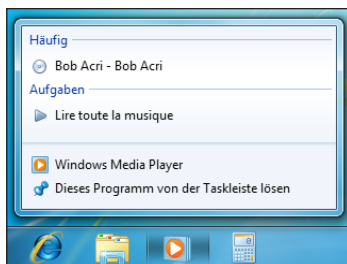 Häufig
Bob Acri - Bob Acri
Aufgaben
Lire toute la musique
Windows Media Player
Dieses Programm von der Taskleiste lösen